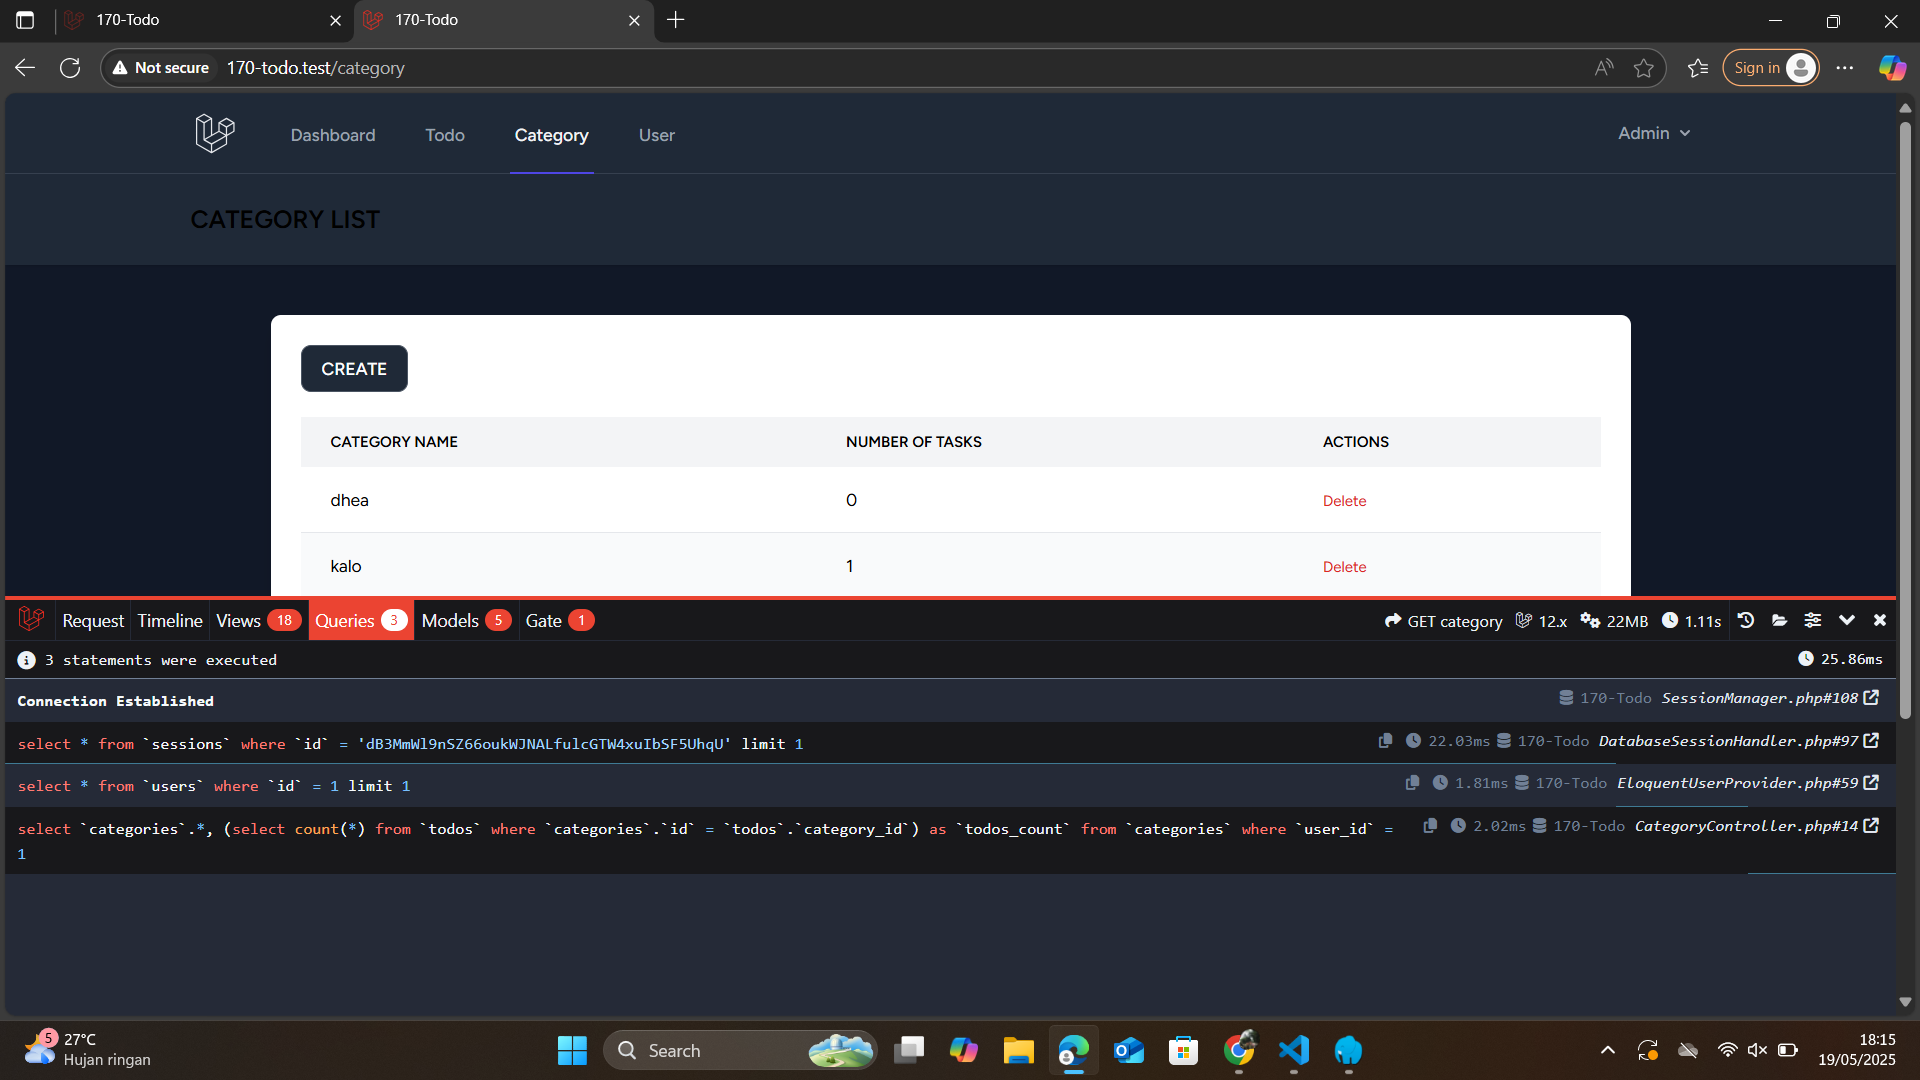 170-Todo
170-Todo
Not secure
170-todo.test/category
Sign in
Dashboard
Todo
Category
User
Admin
CATEGORY LIST
CREATE
CATEGORY NAME
NUMBER OF TASKS
ACTIONS
dhea
0
Delete
kalo
1
Delete
Request
Timeline
Views 18
Queries 3
Models 5
Gate 1
GET category
12.x
22MB
1.11s
3 statements were executed
25.86ms
Connection Established
170-Todo SessionManager.php#108
select * from `sessions` where `id` = 'dB3MmWl9nSZ66oukWJNALfulcGTW4xuIbSF5UhqU' limit 1
22.03ms 170-Todo DatabaseSessionHandler.php#97
select * from `users` where `id` = 1 limit 1
1.81ms 170-Todo EloquentUserProvider.php#59
select `categories`.*, (select count(*) from `todos` where `categories`.`id` = `todos`.`category_id`) as `todos_count` from `categories` where `user_id` =
1
2.02ms 170-Todo CategoryController.php#14
5
27°C
Hujan ringan
Search
18:15
19/05/2025